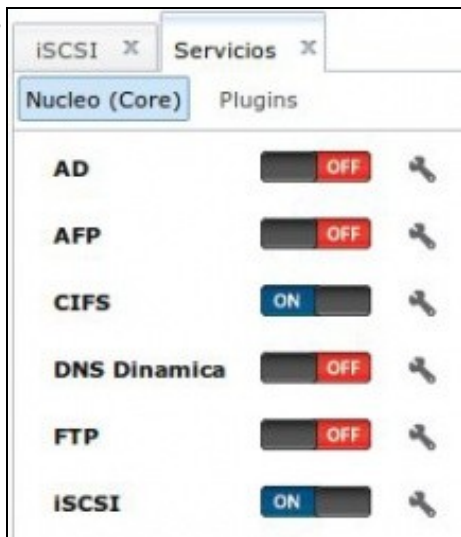 iSCSI X Servicios X
Nucleo (Core) Plugins
AD OFF
AFP OFF
CIFS ON
DNS Dinamica OFF
FTP OFF
iSCSI ON